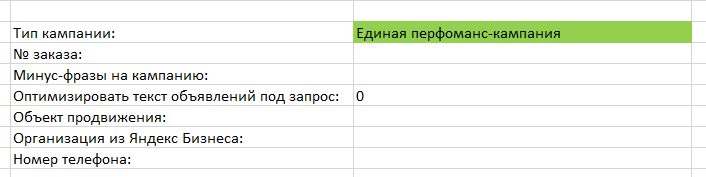 Тип кампании: Единая перфоманс-кампания
№ заказа:
Минус-фразы на кампанию:
Оптимизировать текст объявлений под запрос: 0
Объект продвижения:
Организация из Яндекс Бизнеса:
Номер телефона: